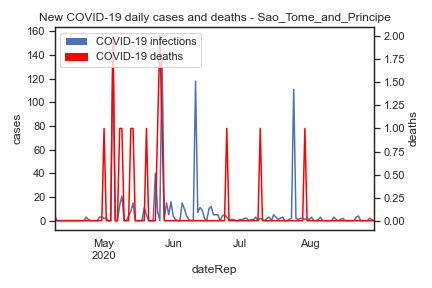 New COVID-19 daily cases and deaths - Sao_Tome_and_Principe
COVID-19 infections
COVID-19 deaths
160
140
120
100
80
60
40
20
0
cases
2.00
1.75
1.50
1.25
1.00
0.75
0.50
0.25
0.00
deaths
May Jun Jul Aug
2020
dateRep